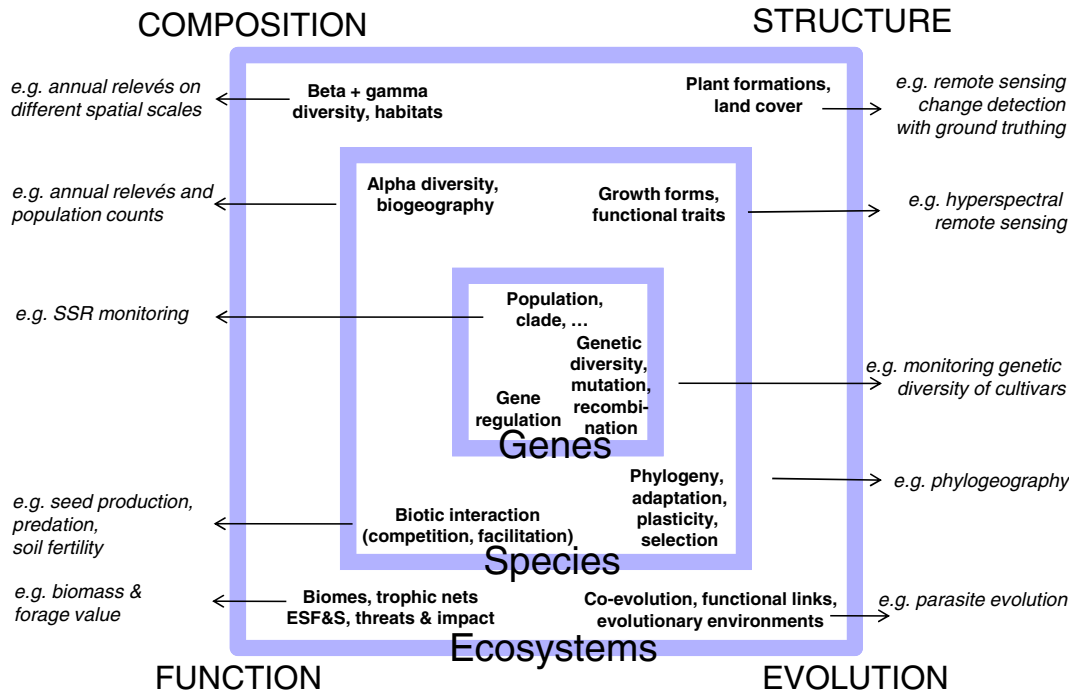 COMPOSITION
STRUCTURE
e.g. annual relevés on
different spatial scales
Beta + gamma
diversity, habitats
Plant formations,
land cover
e.g. remote sensing
change detection
with ground truthing
e.g. annual relevés and
population counts
Alpha diversity,
biogeography
Growth forms,
functional traits
e.g. hyperspectral
remote sensing
e.g. SSR monitoring
Population,
clade, …
Genetic
diversity,
mutation,
recombi-
nation
Gene
regulation
Genes
e.g. monitoring genetic
diversity of cultivars
e.g. seed production,
predation,
soil fertility
Biotic interaction
(competition, facilitation)
Phylogeny,
adaptation,
plasticity,
selection
Species
e.g. phylogeography
e.g. biomass &
forage value
Biomes, trophic nets
ESF&S, threats & impact
Co-evolution, functional links,
evolutionary environments
e.g. parasite evolution
Ecosystems
FUNCTION
EVOLUTION